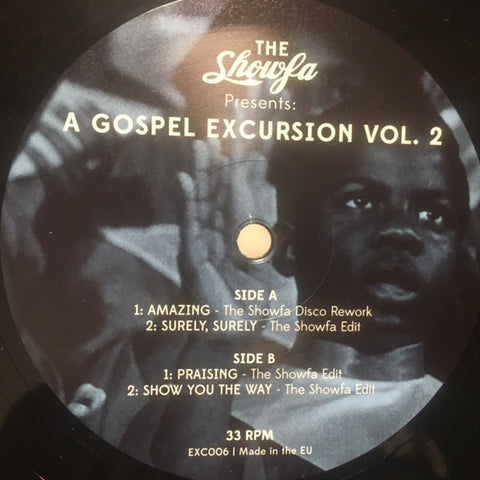 THE
Showfa
Presents:
A GOSPEL EXCURSION VOL. 2
SIDE A
1: AMAZING - The Showfa Disco Rework
2: SURELY, SURELY - The Showfa Edit
SIDE B
1: PRAISING - The Showfa Edit
2: SHOW YOU THE WAY - The Showfa Edit
33 RPM
EXC006 | Made in the EU